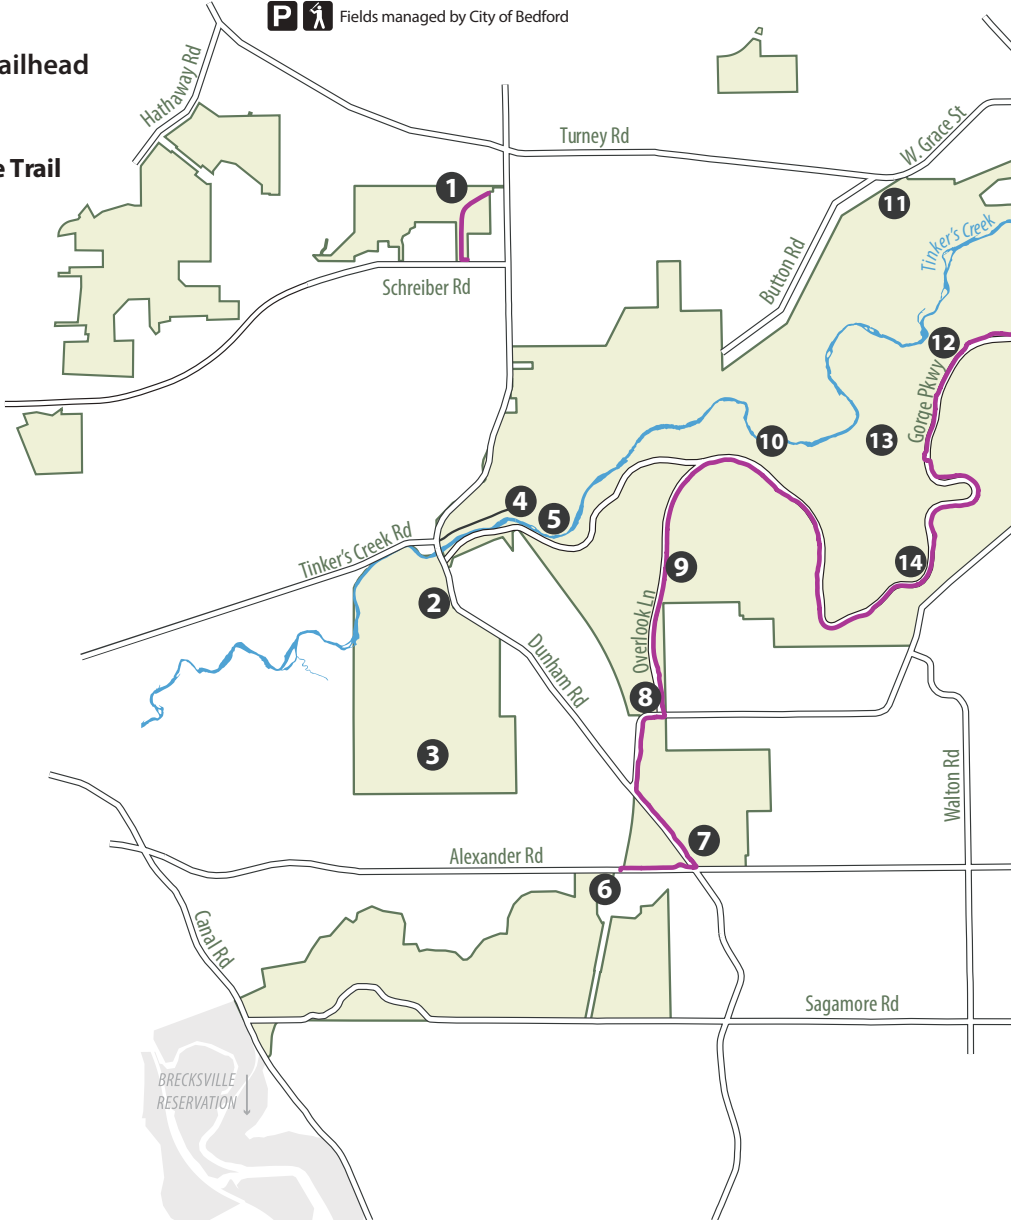 P Fields managed by City of Bedford
ailhead
Hathaway Rd
e Trail
Turney Rd
W. Grace St
1
11
Tinker's Creek
Button Rd
Schreiber Rd
12
Gorge Pkwy
10
13
4
5
Tinker's Creek Rd
14
9
2
Overlook Ln
Dunham Rd
8
3
Walton Rd
7
Alexander Rd
6
Canal Rd
Sagamore Rd
BRECKSVILLE
RESERVATION